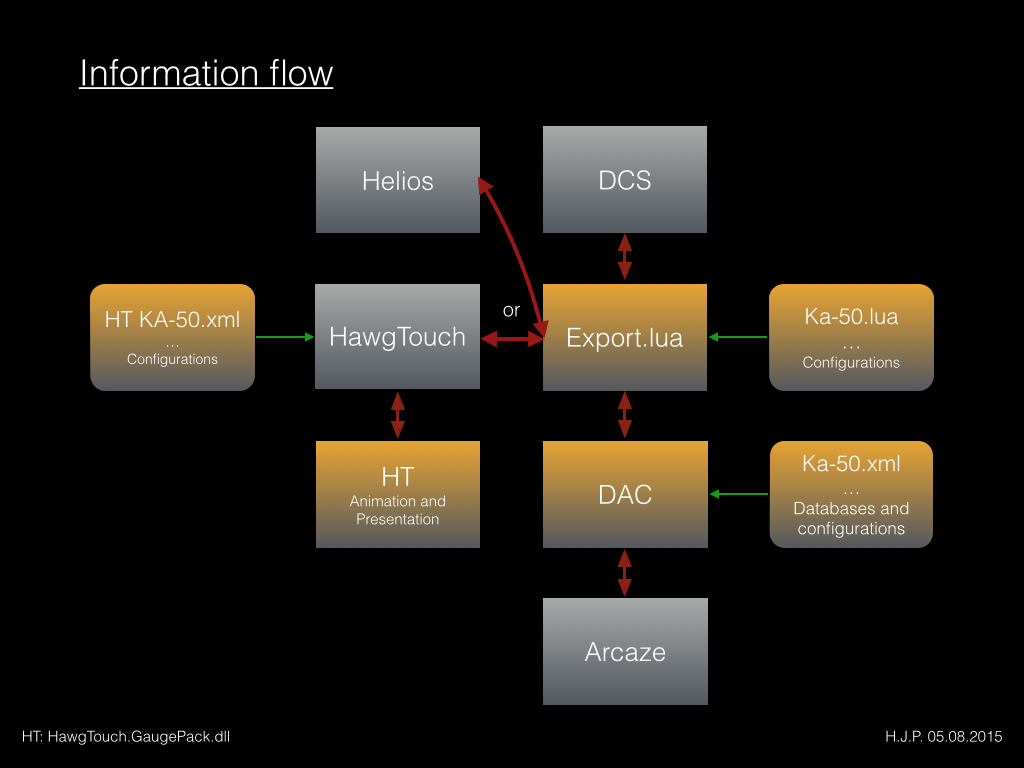 Information flow
Helios
DCS
or
HT KA-50.xml
...
Configurations
HawgTouch
Export.lua
Ka-50.lua
...
Configurations
HT
Animation and
Presentation
DAC
Ka-50.xml
...
Databases and
configurations
Arcaze
HT: HawgTouch.GaugePack.dll
H.J.P. 05.08.2015